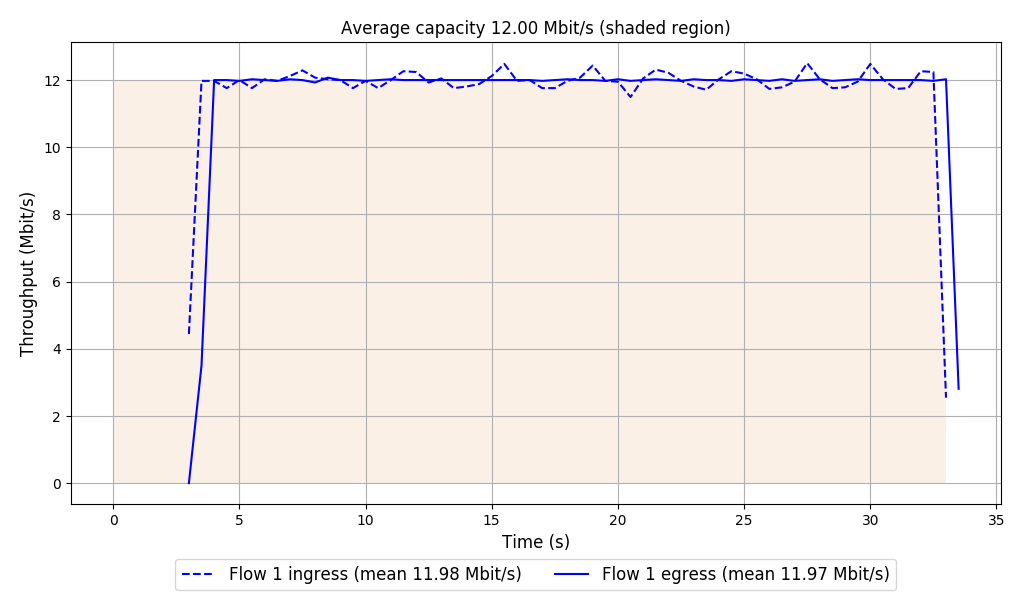 Average capacity 12.00 Mbit/s (shaded region)
12
10
8
6
4
2
0
Throughput (Mbit/s)
0 5 10 15 20 25 30 35
Time (s)
Flow 1 ingress (mean 11.98 Mbit/s) Flow 1 egress (mean 11.97 Mbit/s)